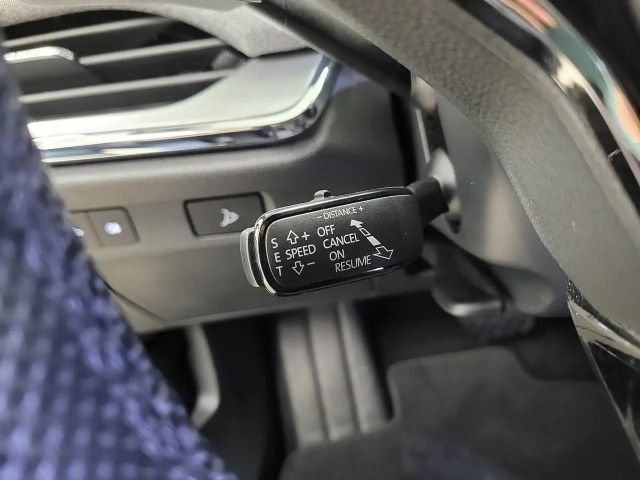 − DISTANCE +
S + OFF
E SPEED CANCEL
T − ON
RESUME